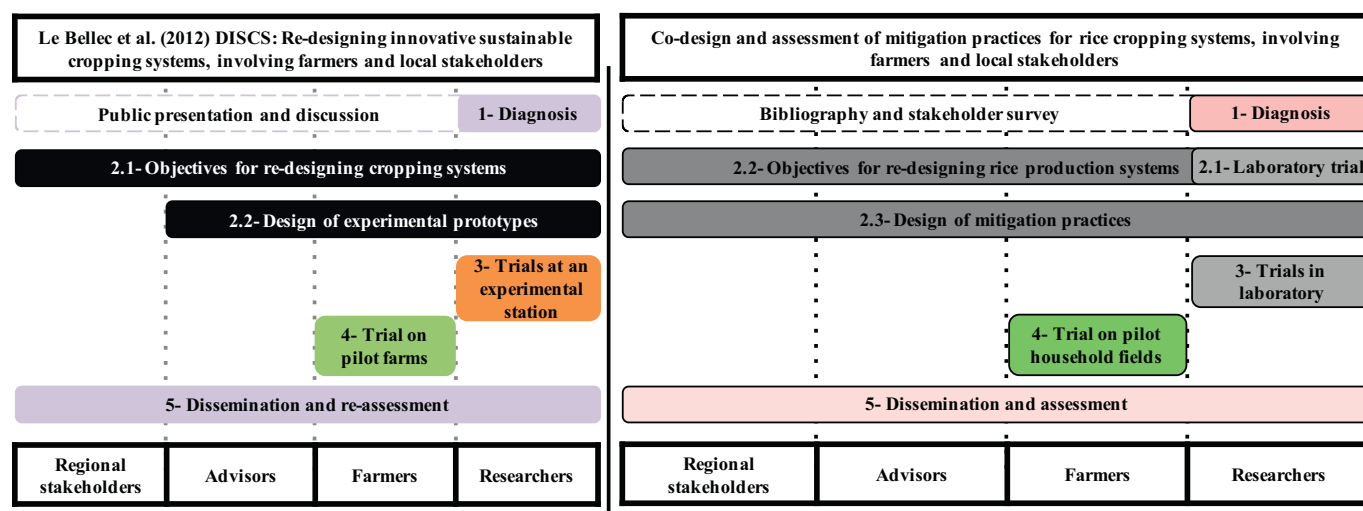 Le Bellec et al. (2012) DISCS: Re-designing innovative sustainable
cropping systems, involving farmers and local stakeholders
Public presentation and discussion
1- Diagnosis
2.1- Objectives for re-designing cropping systems
2.2- Design of experimental prototypes
3- Trials at an
experimental
station
4- Trial on
pilot farms
5- Dissemination and re-assessment
Regional
stakeholders
Advisors
Farmers
Researchers
Co-design and assessment of mitigation practices for rice cropping systems, involving
farmers and local stakeholders
Bibliography and stakeholder survey
1- Diagnosis
2.2- Objectives for re-designing rice production systems
2.1- Laboratory trial
2.3- Design of mitigation practices
3- Trials in
laboratory
4- Trial on pilot
household fields
5- Dissemination and assessment
Regional
stakeholders
Advisors
Farmers
Researchers